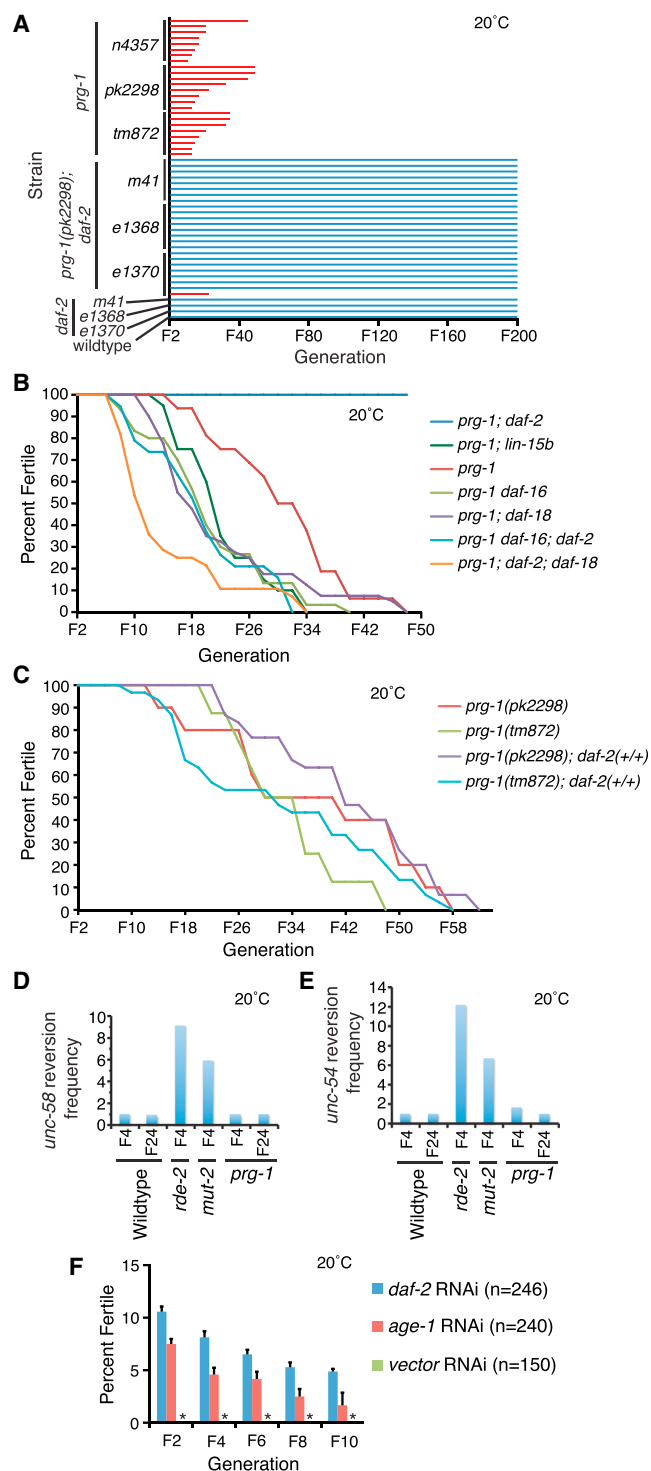 A
20°C
n4357
pk2298
tm872
prg-1
Strain
m41
e1368
e1370
prg-1(pk2298);
daf-2
m41
e1368
e1370
daf-2
wildtype
F2 F40 F80 F120 F160 F200
Generation
B
20°C
100
90
80
70
60
50
40
30
20
10
0
Percent Fertile
F2 F10 F18 F26 F34 F42 F50
Generation
prg-1; daf-2
prg-1; lin-15b
prg-1
prg-1 daf-16
prg-1; daf-18
prg-1 daf-16; daf-2
prg-1; daf-2; daf-18
C
20°C
100
90
80
70
60
50
40
30
20
10
0
Percent Fertile
F2 F10 F18 F26 F34 F42 F50 F58
Generation
prg-1(pk2298)
prg-1(tm872)
prg-1(pk2298); daf-2(+/+)
prg-1(tm872); daf-2(+/+)
D
20°C
unc-58 reversion
frequency
10
8
6
4
2
0
F4 F24 F4 F4 F4 F24
Wildtype rde-2 mut-2 prg-1
E
20°C
unc-54 reversion
frequency
14
12
10
8
6
4
2
0
F4 F24 F4 F4 F4 F24
Wildtype rde-2 mut-2 prg-1
F
20°C
15
10
5
0
Percent Fertile
* * * * *
F2 F4 F6 F8 F10
Generation
daf-2 RNAi (n=246)
age-1 RNAi (n=240)
vector RNAi (n=150)